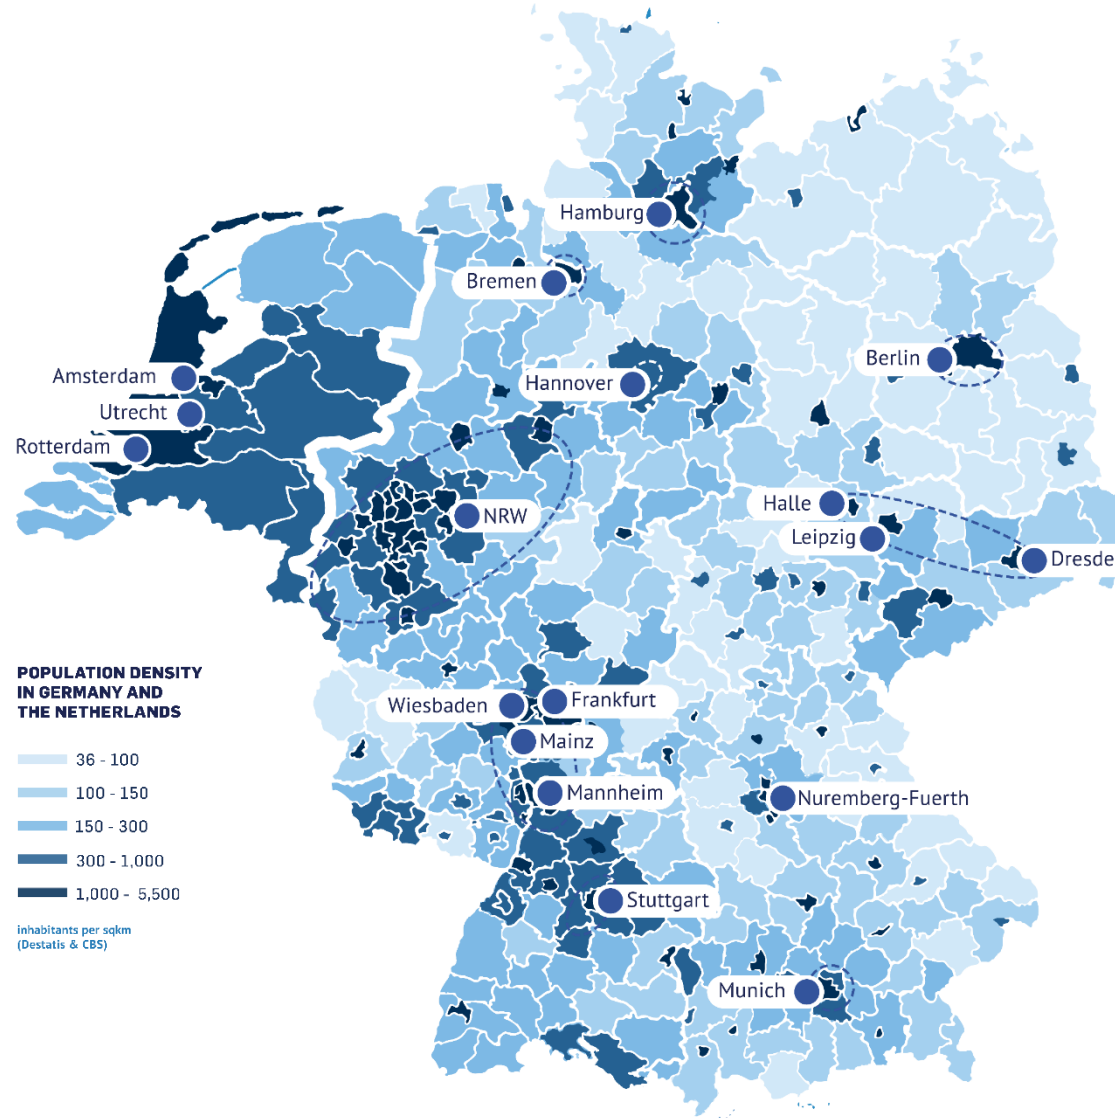 Hamburg
Bremen
Berlin
Amsterdam
Hannover
Utrecht
Rotterdam
Halle
NRW
Leipzig
Dresde
POPULATION DENSITY
IN GERMANY AND
THE NETHERLANDS
Wiesbaden
Frankfurt
Mainz
36 - 100
100 - 150
Mannheim
Nuremberg-Fuerth
150 - 300
300 - 1,000
1,000 - 5,500
Stuttgart
inhabitants per sqkm
(Destatis & CBS)
Munich